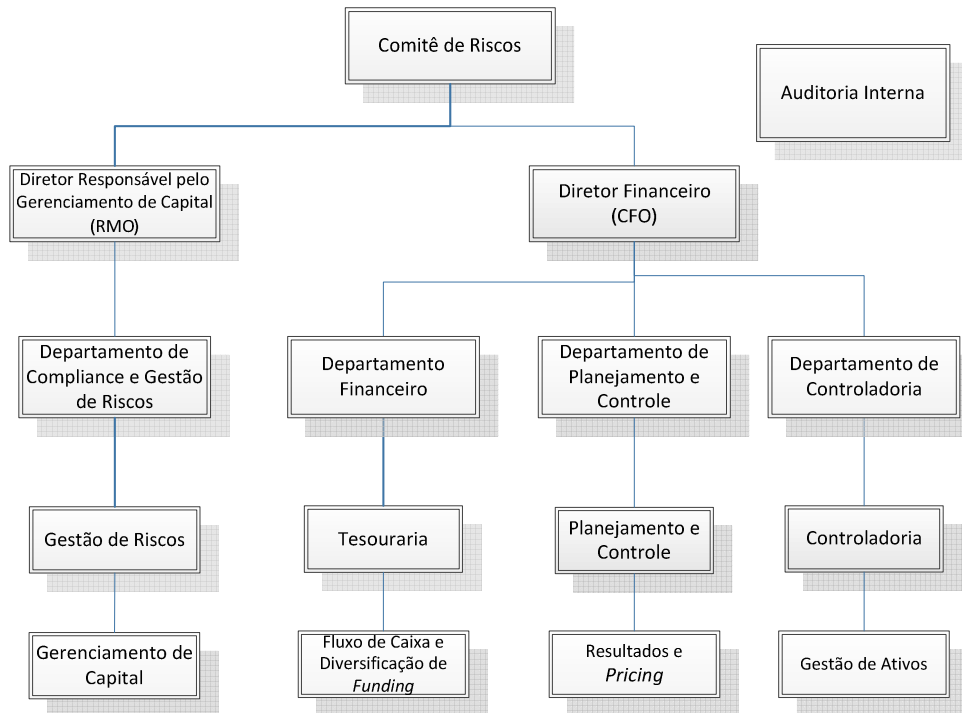 Comitê de Riscos
Auditoria Interna
Diretor Responsável pelo
Gerenciamento de Capital
(RMO)
Diretor Financeiro
(CFO)
Departamento de
Compliance e Gestão
de Riscos
Departamento
Financeiro
Departamento de
Planejamento e
Controle
Departamento de
Controladoria
Gestão de Riscos
Tesouraria
Planejamento e
Controle
Controladoria
Gerenciamento de
Capital
Fluxo de Caixa e
Diversificação de
Funding
Resultados e
Pricing
Gestão de Ativos